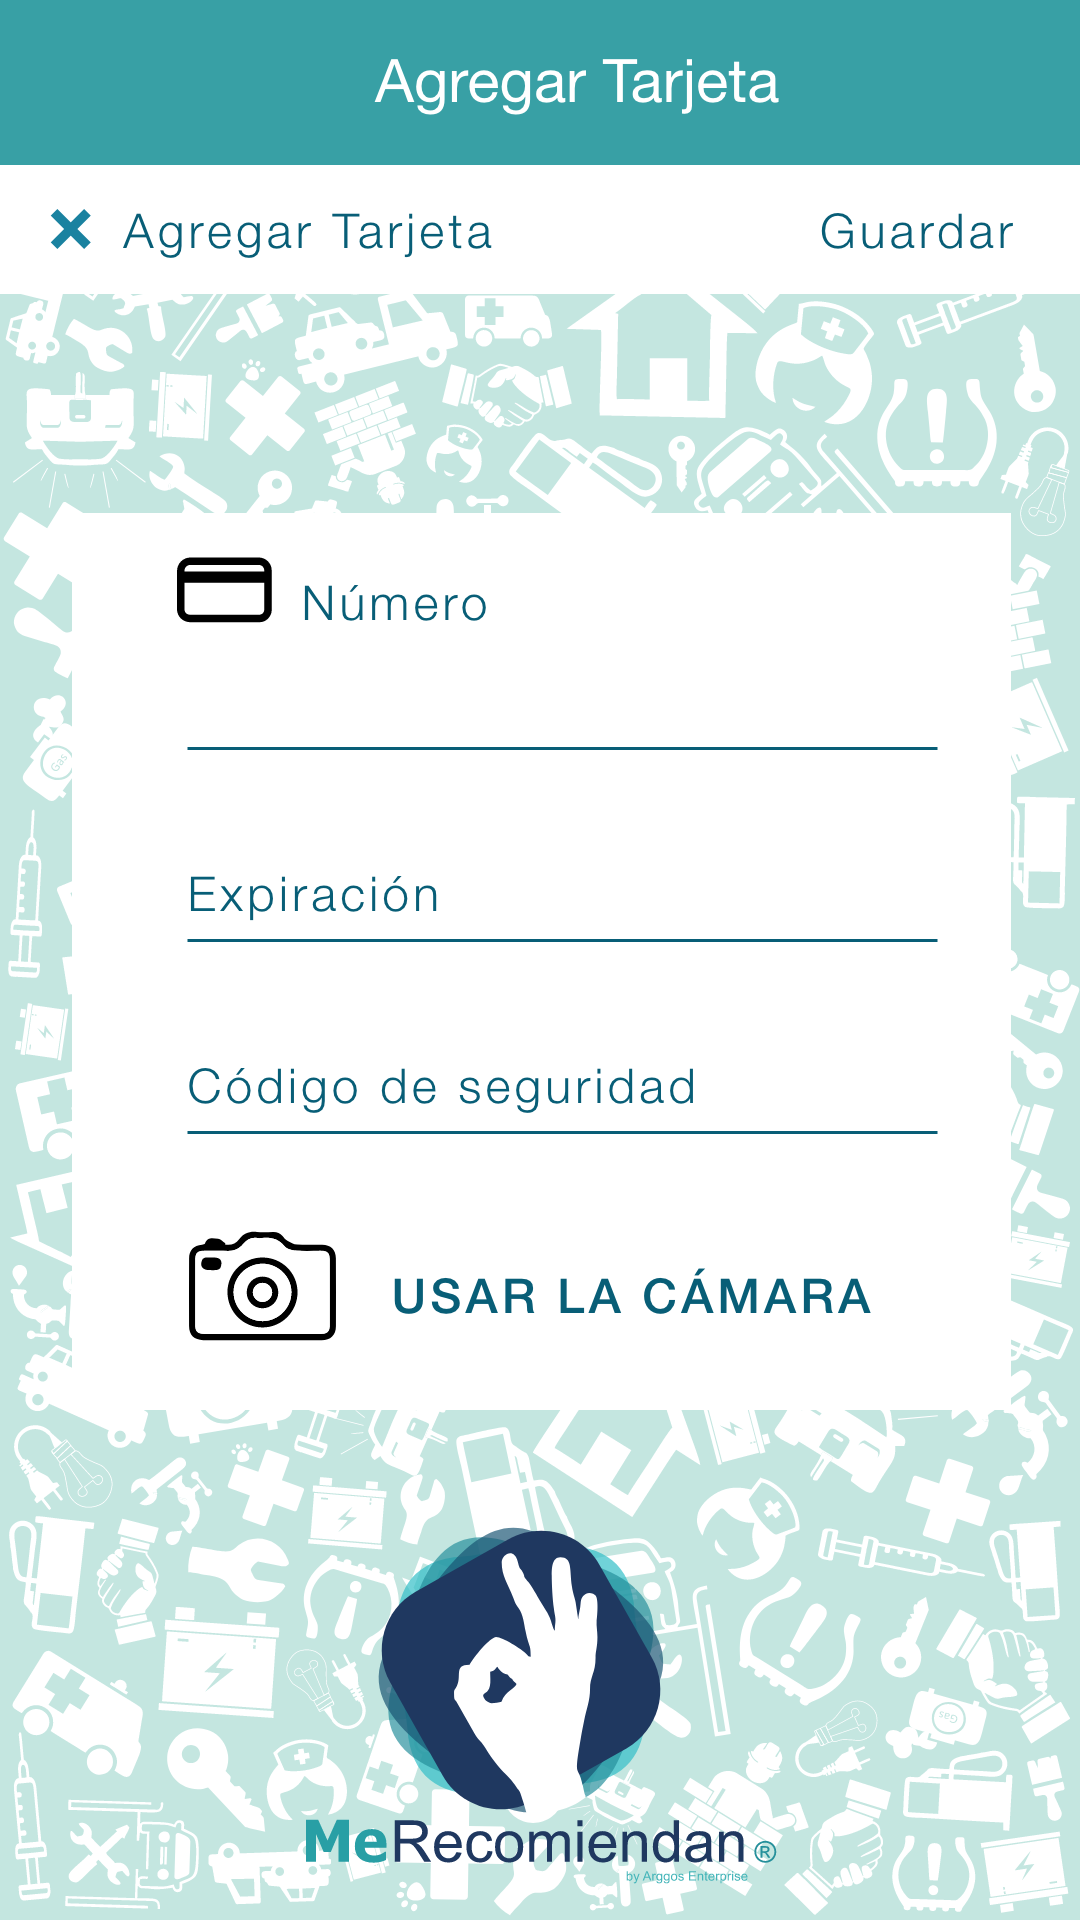 Agregar Tarjeta
Agregar Tarjeta Guardar
Número
Gas
Expiración
Código de seguridad
USAR LA CÁMARA
Gas
MeRecomiendan®
by Arggos Enterprise